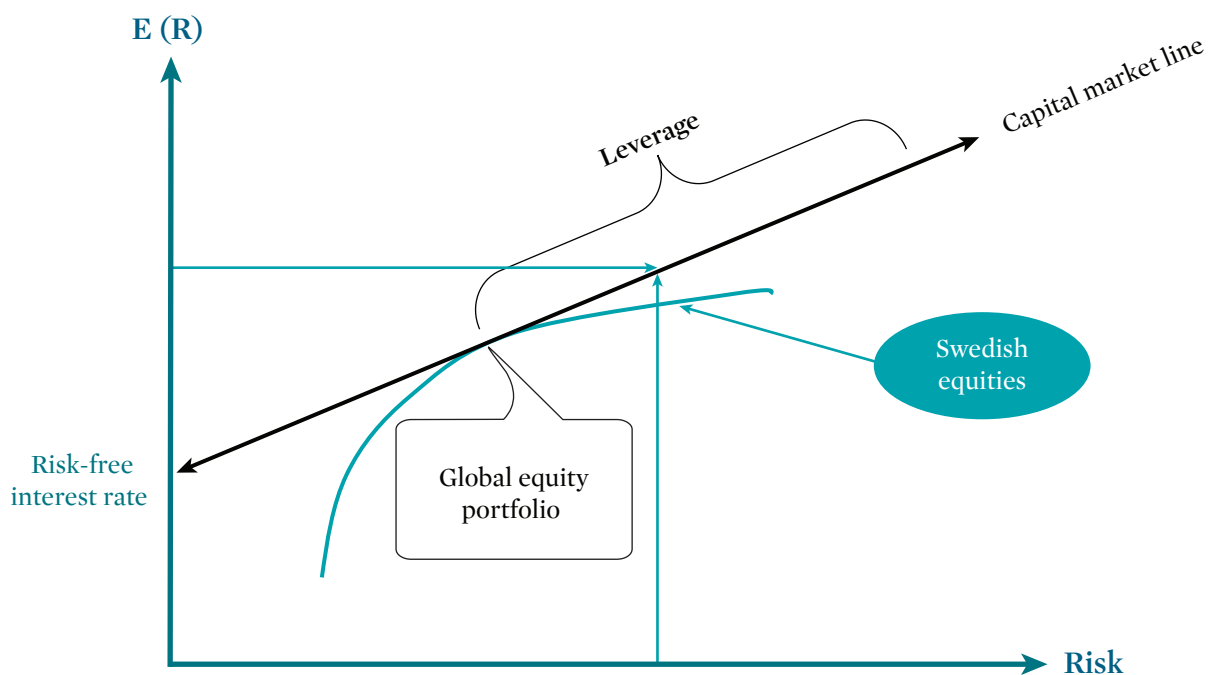 E (R)
Capital market line
Leverage
Swedish
equities
Risk-free
interest rate
Global equity
portfolio
Risk